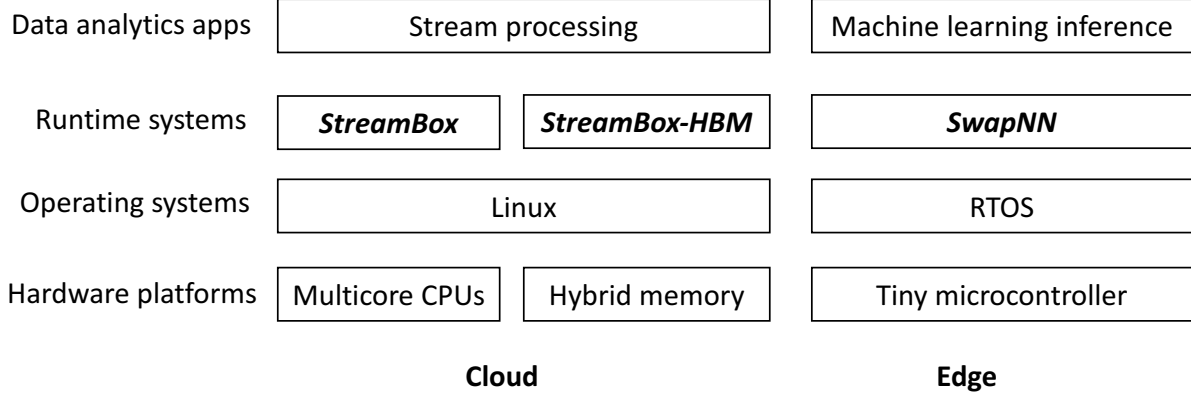 Data analytics apps Stream processing Machine learning inference
Runtime systems StreamBox StreamBox-HBM SwapNN
Operating systems Linux RTOS
Hardware platforms Multicore CPUs Hybrid memory Tiny microcontroller
Cloud Edge